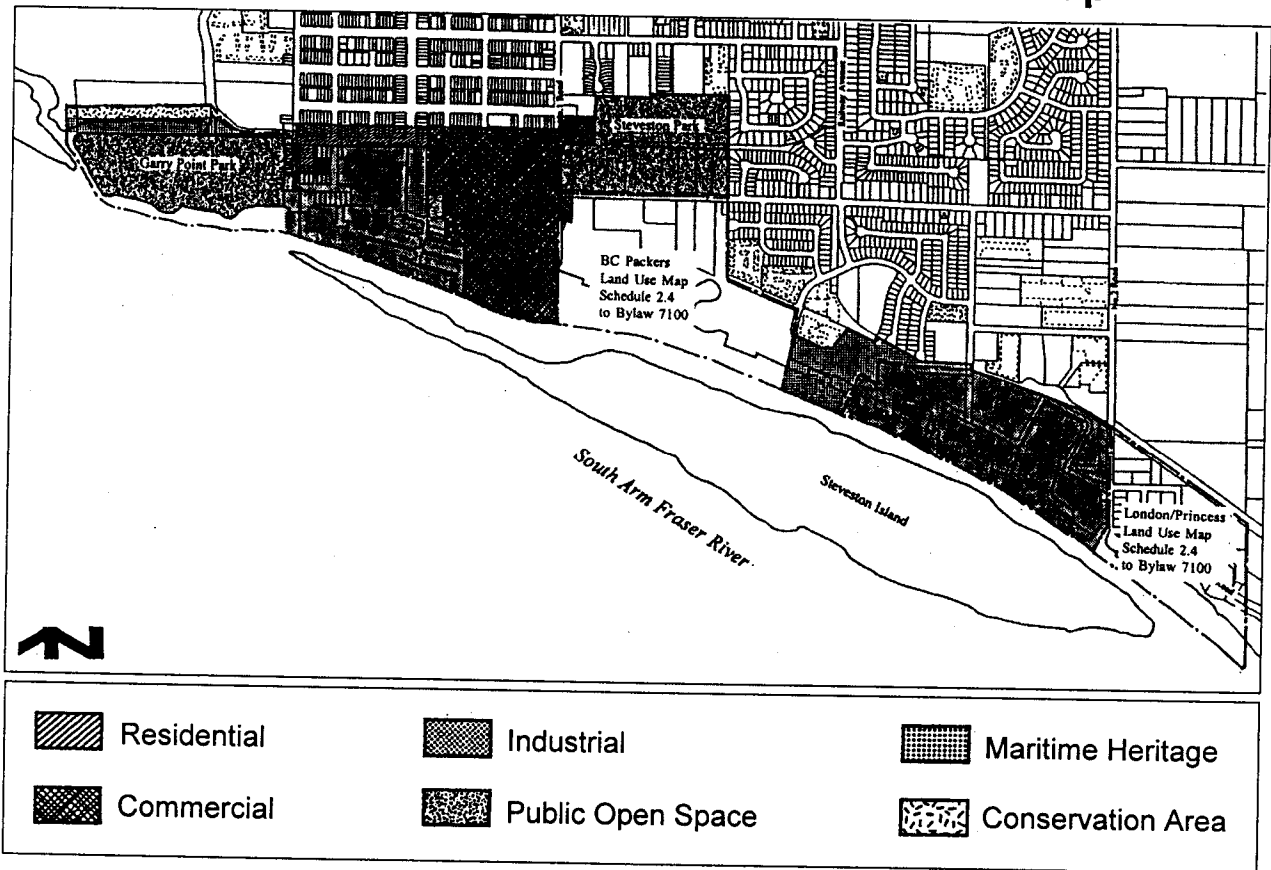 Garry Point Park
Steveston Park
BC Packers
Land Use Map
Schedule 2.4
to Bylaw 7100
South Arm Fraser River
Steveston Island
London/Princess
Land Use Map
Schedule 2.4
to Bylaw 7100
N
Residential
Industrial
Maritime Heritage
Commercial
Public Open Space
Conservation Area